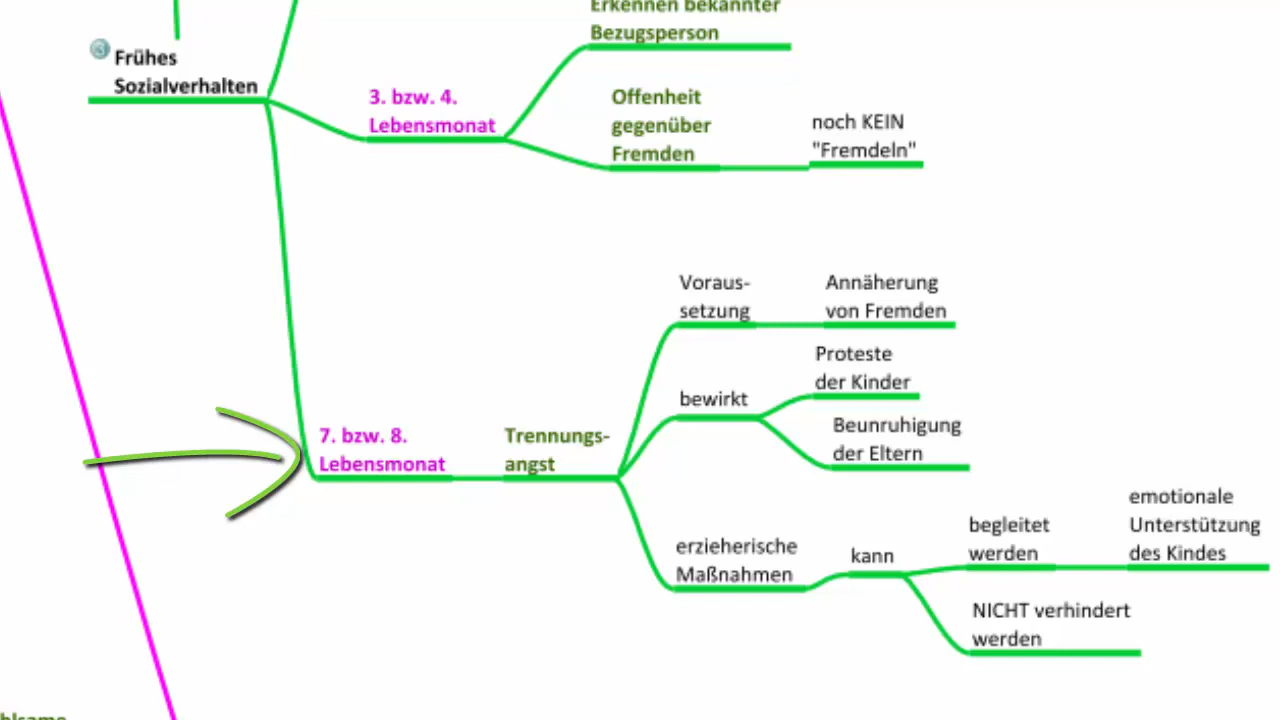 Erkennen bekannter
Bezugsperson
3
Frühes
Sozialverhalten
3. bzw. 4.
Lebensmonat
Offenheit
gegenüber
Fremden
noch KEIN
"Fremdeln"
Voraus-
setzung
Annäherung
von Fremden
Proteste
der Kinder
bewirkt
Beunruhigung
der Eltern
7. bzw. 8.
Lebensmonat
Trennungs-
angst
erzieherische
Maßnahmen
kann
begleitet
werden
emotionale
Unterstützung
des Kindes
NICHT verhindert
werden